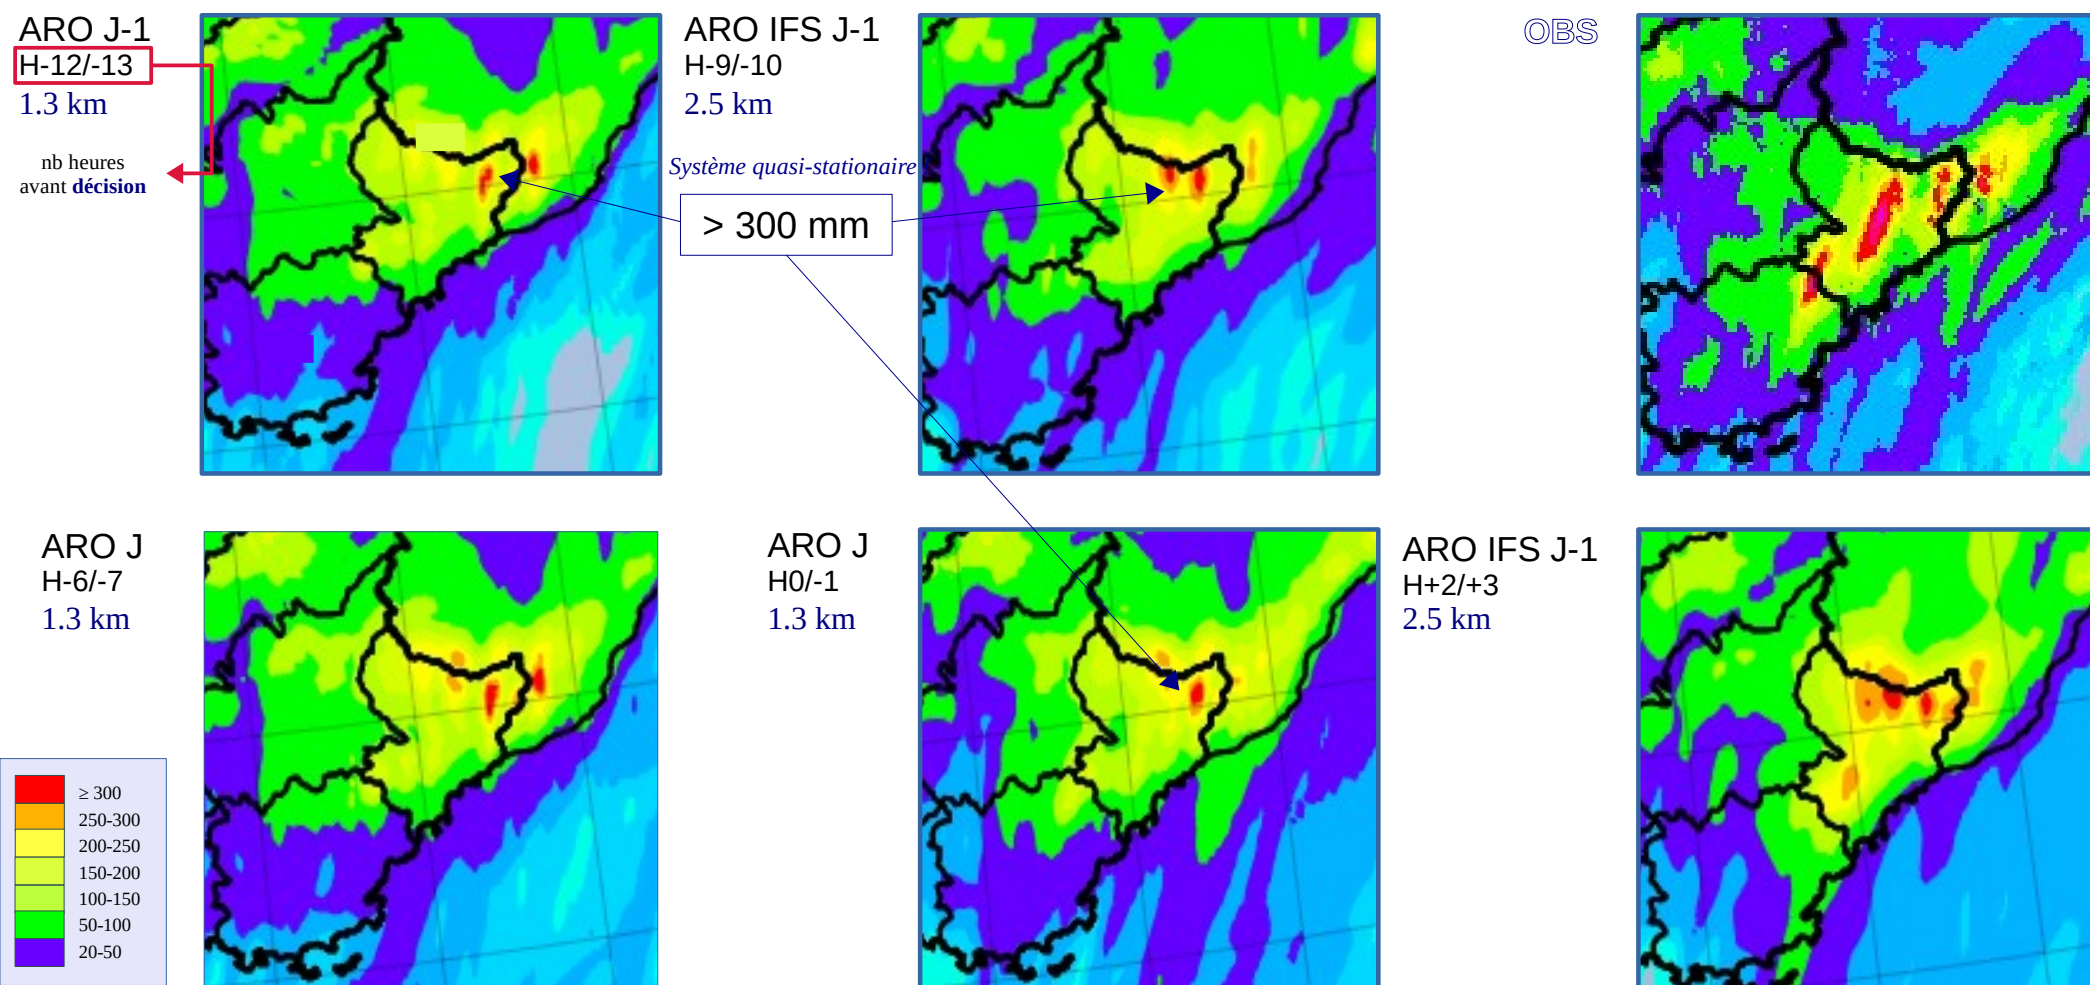 ARO J-1
H-12/-13
1.3 km
nb heures
avant décision
ARO IFS J-1
H-9/-10
2.5 km
Système quasi-stationaire
> 300 mm
OBS
ARO J
H-6/-7
1.3 km
ARO J
H0/-1
1.3 km
ARO IFS J-1
H+2/+3
2.5 km
≥ 300
250-300
200-250
150-200
100-150
50-100
20-50